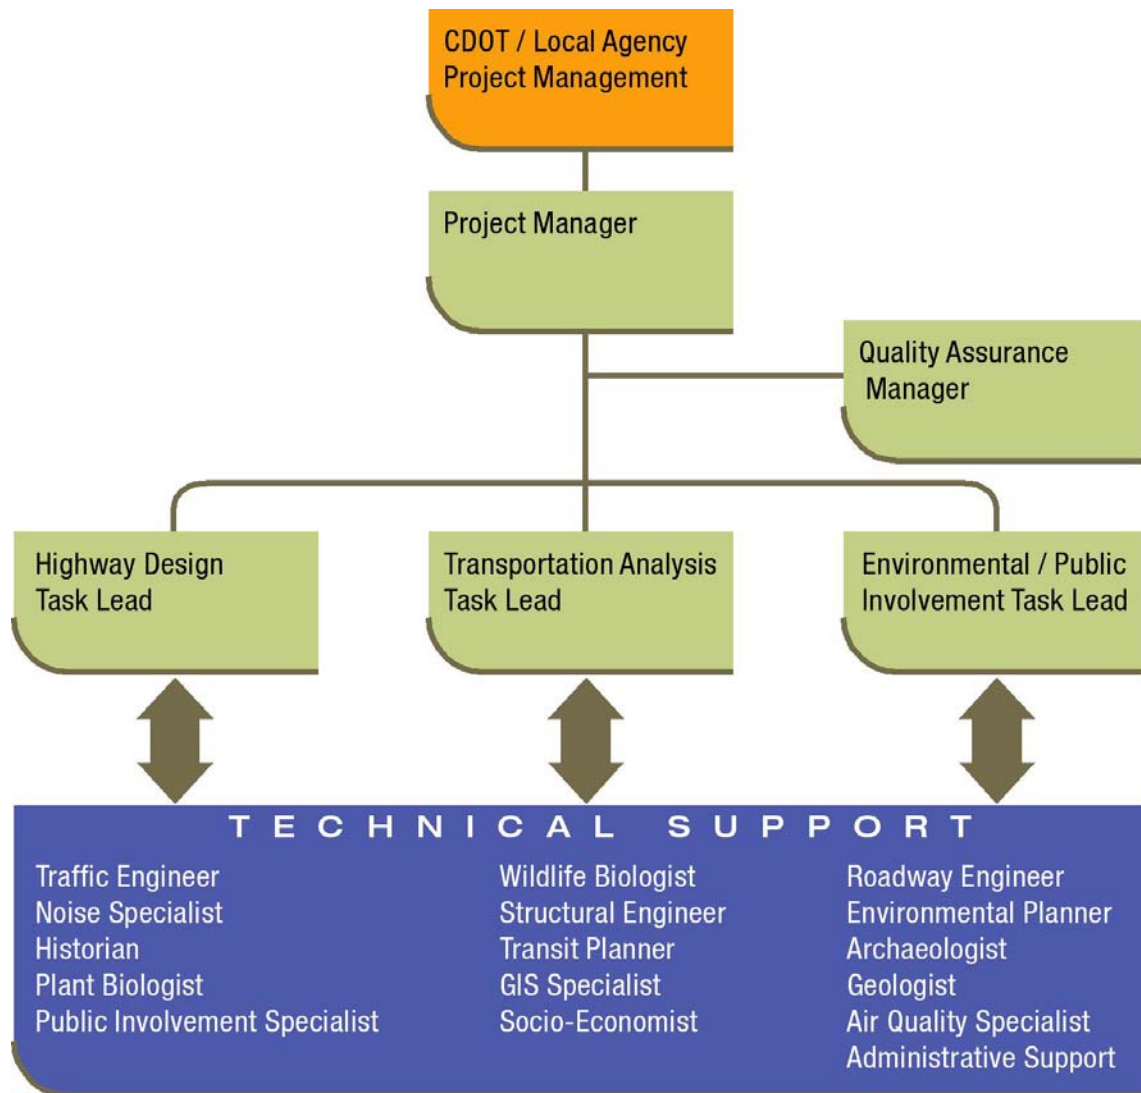 CDOT / Local Agency
Project Management
Project Manager
Quality Assurance
Manager
Highway Design
Task Lead
Transportation Analysis
Task Lead
Environmental / Public
Involvement Task Lead
TECHNICAL SUPPORT
Traffic Engineer
Noise Specialist
Historian
Plant Biologist
Public Involvement Specialist
Wildlife Biologist
Structural Engineer
Transit Planner
GIS Specialist
Socio-Economist
Roadway Engineer
Environmental Planner
Archaeologist
Geologist
Air Quality Specialist
Administrative Support